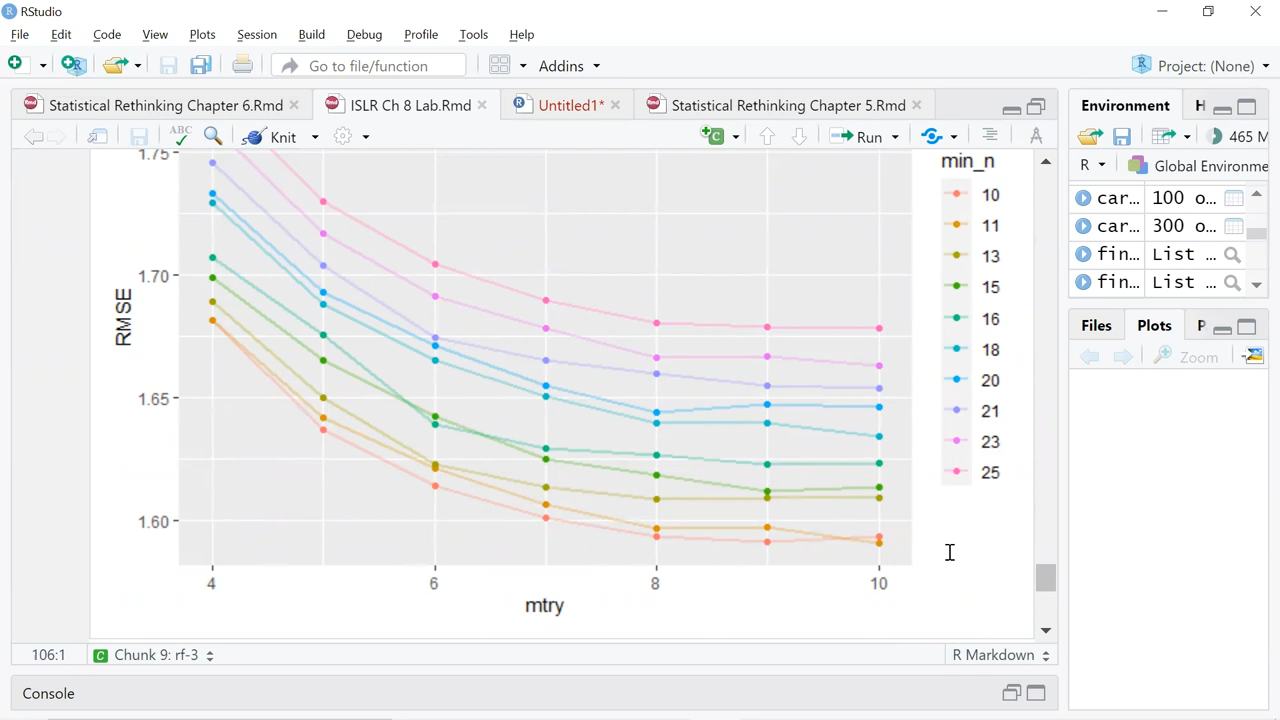 RStudio
File Edit Code View Plots Session Build Debug Profile Tools Help
Go to file/function Addins Project: (None)
Statistical Rethinking Chapter 6.Rmd ISLR Ch 8 Lab.Rmd Untitled1* Statistical Rethinking Chapter 5.Rmd
ABC Knit Run
1.75
1.70
1.65
1.60
RMSE
4 6 8 10
mtry
min_n
10
11
13
15
16
18
20
21
23
25
106:1 Chunk 9: rf-3 R Markdown
Console
Environment H
465 M
R Global Environme
car... 100 o...
car... 300 o...
fin... List ...
fin... List ...
Files Plots P
Zoom